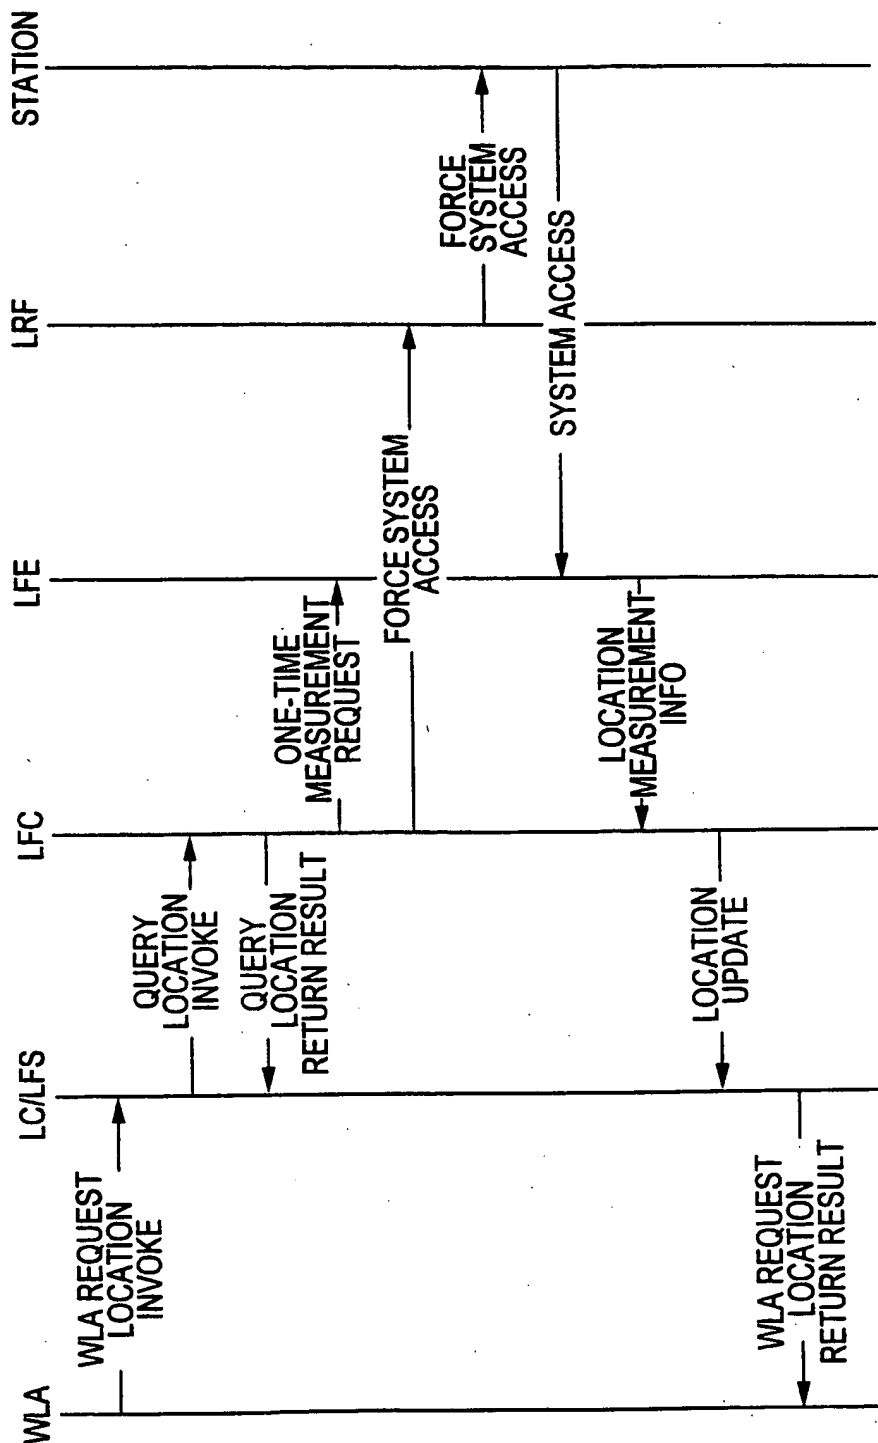 WLA
LC/LFS
LFC
LFE
LRF
STATION
WLA REQUEST
LOCATION
INVOKE
QUERY
LOCATION
INVOKE
QUERY
LOCATION
RETURN RESULT
ONE-TIME
MEASUREMENT
REQUEST
FORCE SYSTEM
ACCESS
FORCE
SYSTEM
ACCESS
SYSTEM ACCESS
LOCATION
MEASUREMENT
INFO
LOCATION
UPDATE
WLA REQUEST
LOCATION
RETURN RESULT